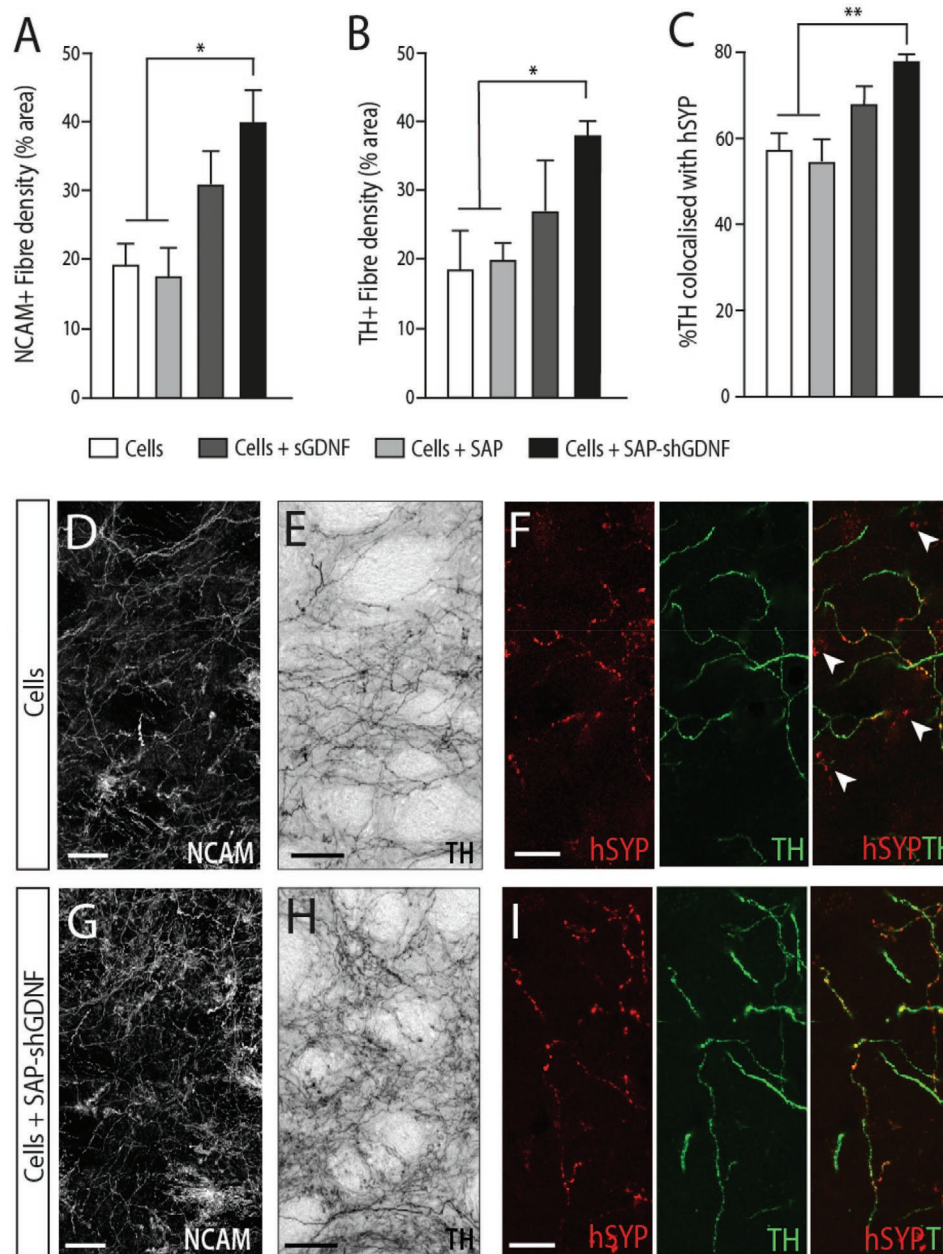 A
B
C
*
*
**
NCAM+ Fibre density (% area)
50
40
30
20
10
0
TH+ Fibre density (% area)
50
40
30
20
10
0
%TH colocalised with hSYP
80
60
40
20
0
Cells
Cells + sGDNF
Cells + SAP
Cells + SAP-shGDNF
Cells
D
NCAM
E
TH
F
hSYP
TH
hSYPTH
Cells + SAP-shGDNF
G
NCAM
H
TH
I
hSYP
TH
hSYPT